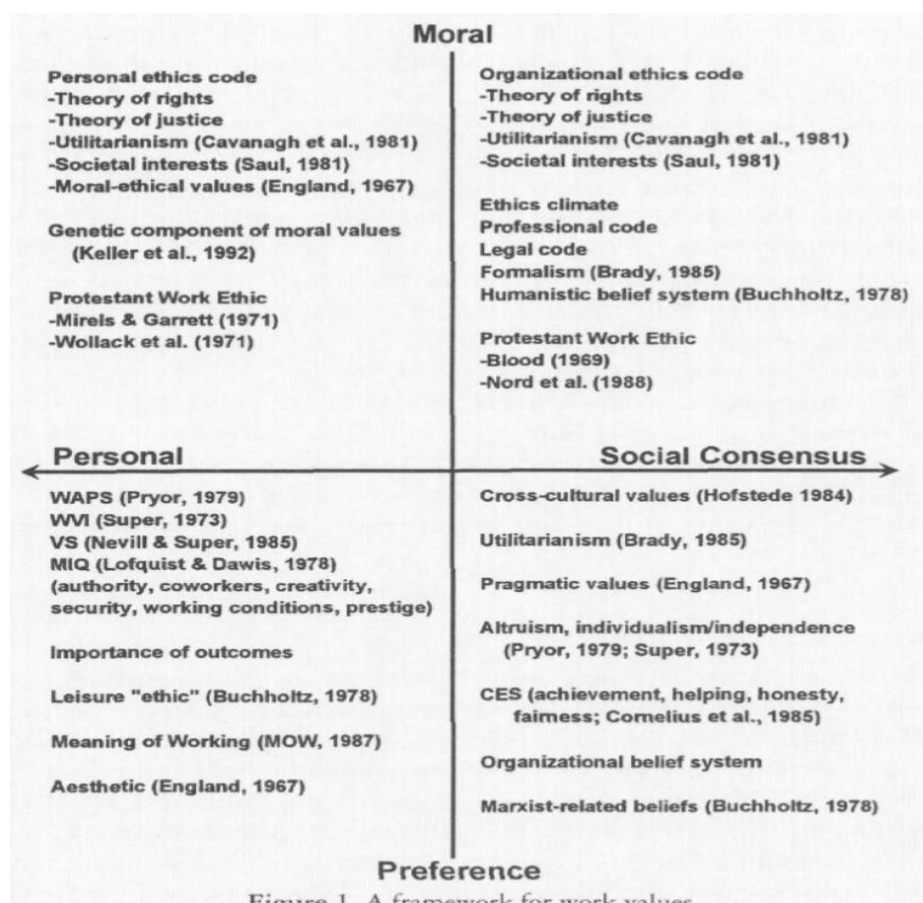 Moral
Personal ethics code
-Theory of rights
-Theory of justice
-Utilitarianism (Cavanagh et al., 1981)
-Societal interests (Saul, 1981)
-Moral-ethical values (England, 1967)
Genetic component of moral values
(Keller et al., 1992)
Protestant Work Ethic
-Mirels & Garrett (1971)
-Wollack et al. (1971)
Organizational ethics code
-Theory of rights
-Theory of justice
-Utilitarianism (Cavanagh et al., 1981)
-Societal interests (Saul, 1981)
Ethics climate
Professional code
Legal code
Formalism (Brady, 1985)
Humanistic belief system (Buchholtz, 1978)
Protestant Work Ethic
-Blood (1969)
-Nord et al. (1988)
Personal
Social Consensus
WAPS (Pryor, 1979)
WVI (Super, 1973)
VS (Nevill & Super, 1985)
MIQ (Lofquist & Dawis, 1978)
(authority, coworkers, creativity,
security, working conditions, prestige)
Importance of outcomes
Leisure "ethic" (Buchholtz, 1978)
Meaning of Working (MOW, 1987)
Aesthetic (England, 1967)
Cross-cultural values (Hofstede 1984)
Utilitarianism (Brady, 1985)
Pragmatic values (England, 1967)
Altruism, individualism/independence
(Pryor, 1979; Super, 1973)
CES (achievement, helping, honesty,
fairness; Cornelius et al., 1985)
Organizational belief system
Marxist-related beliefs (Buchholtz, 1978)
Preference
Figure 1. A framework for work values